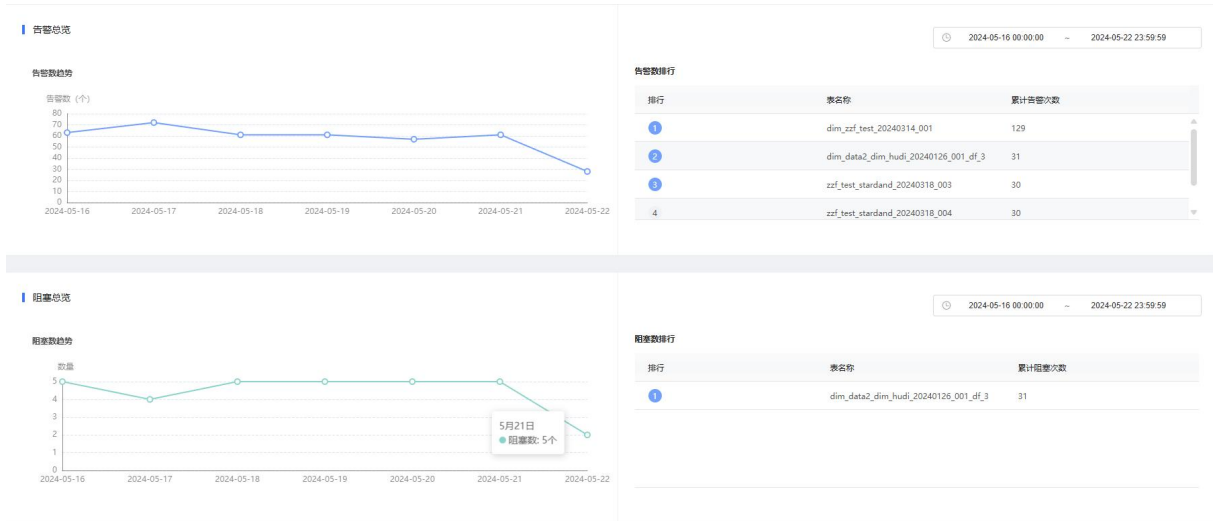 告警总览
2024-05-16 00:00:00 – 2024-05-22 23:59:59
告警数趋势
告警数（个）
80
70
60
50
40
30
20
10
0
2024-05-16 2024-05-17 2024-05-18 2024-05-19 2024-05-20 2024-05-21 2024-05-22
告警数排行
排行 表名称 累计告警次数
1 dim_zzf_test_20240314_001 129
2 dim_data2_dim_hudi_20240126_001_df_3 31
3 zzf_test_stardand_20240318_003 30
4 zzf_test_stardand_20240318_004 30
阻塞总览
2024-05-16 00:00:00 – 2024-05-22 23:59:59
阻塞数趋势
数量
5
4
3
2
1
0
2024-05-16 2024-05-17 2024-05-18 2024-05-19 2024-05-20 2024-05-21 2024-05-22
5月21日
阻塞数: 5个
阻塞数排行
排行 表名称 累计阻塞次数
1 dim_data2_dim_hudi_20240126_001_df_3 31